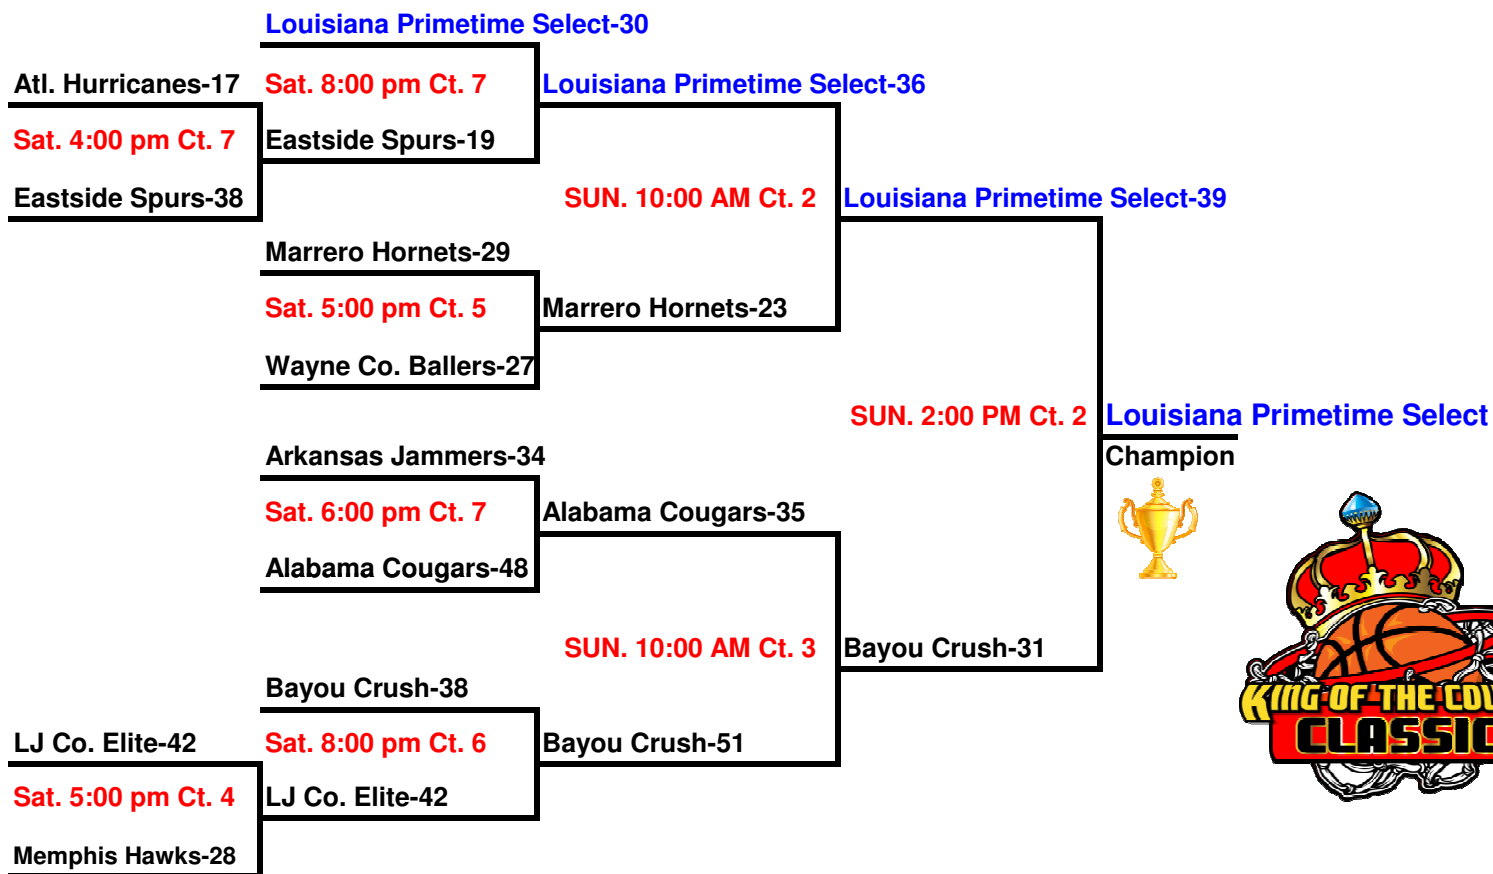 Louisiana Primetime Select-30
Atl. Hurricanes-17
Sat. 8:00 pm Ct. 7
Louisiana Primetime Select-36
Sat. 4:00 pm Ct. 7
Eastside Spurs-19
Eastside Spurs-38
SUN. 10:00 AM Ct. 2
Louisiana Primetime Select-39
Marrero Hornets-29
Sat. 5:00 pm Ct. 5
Marrero Hornets-23
Wayne Co. Ballers-27
SUN. 2:00 PM Ct. 2
Louisiana Primetime Select
Arkansas Jammers-34
Champion
Sat. 6:00 pm Ct. 7
Alabama Cougars-35
Alabama Cougars-48
SUN. 10:00 AM Ct. 3
Bayou Crush-31
Bayou Crush-38
LJ Co. Elite-42
Sat. 8:00 pm Ct. 6
Bayou Crush-51
Sat. 5:00 pm Ct. 4
LJ Co. Elite-42
Memphis Hawks-28
KING OF THE
CLASSIC